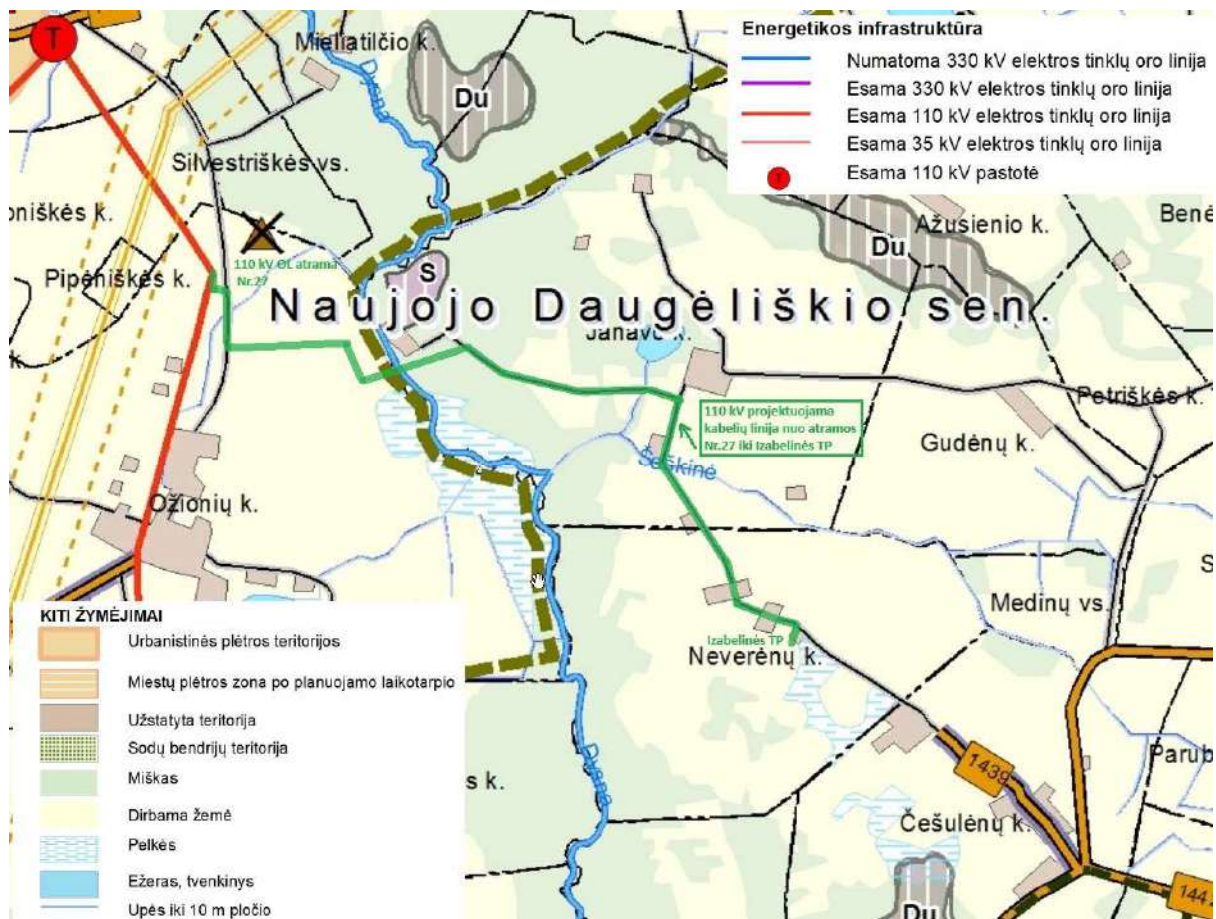 Energetikos infrastruktūra
Numatoma 330 kV elektros tinklų oro linija
Esama 330 kV elektros tinklų oro linija
Esama 110 kV elektros tinklų oro linija
Esama 35 kV elektros tinklų oro linija
T Esama 110 kV pastotė
T
Mieliatilčio k.
Dysna
Du
Silvestriškės vs.
oniškės k.
Ažusienio k.
Benė
Du
110 kV OL atrama
Nr.27
Pipėniškės k.
S
Naujojo Daugėliškio sen.
Janavo k.
k.
Petriškės k.
110 kV projektuojama
kabelių linija nuo atramos
Nr.27 iki Izabelinės TP
Gudėnų k.
Šeškinė
Ožionių k.
S
Medinų vs.
Izabelinės TP
Neverėnų k.
KITI ŽYMĖJIMAI
Urbanistinės plėtros teritorijos
Miestų plėtros zona po planuojamo laikotarpio
Užstatyta teritorija
Sodų bendrijų teritorija
Miškas
Dirbama žemė
Pelkės
Ežeras, tvenkinys
Upės iki 10 m pločio
s k.
Dysna
1439
Parub
Češulėnų k.
Du
144